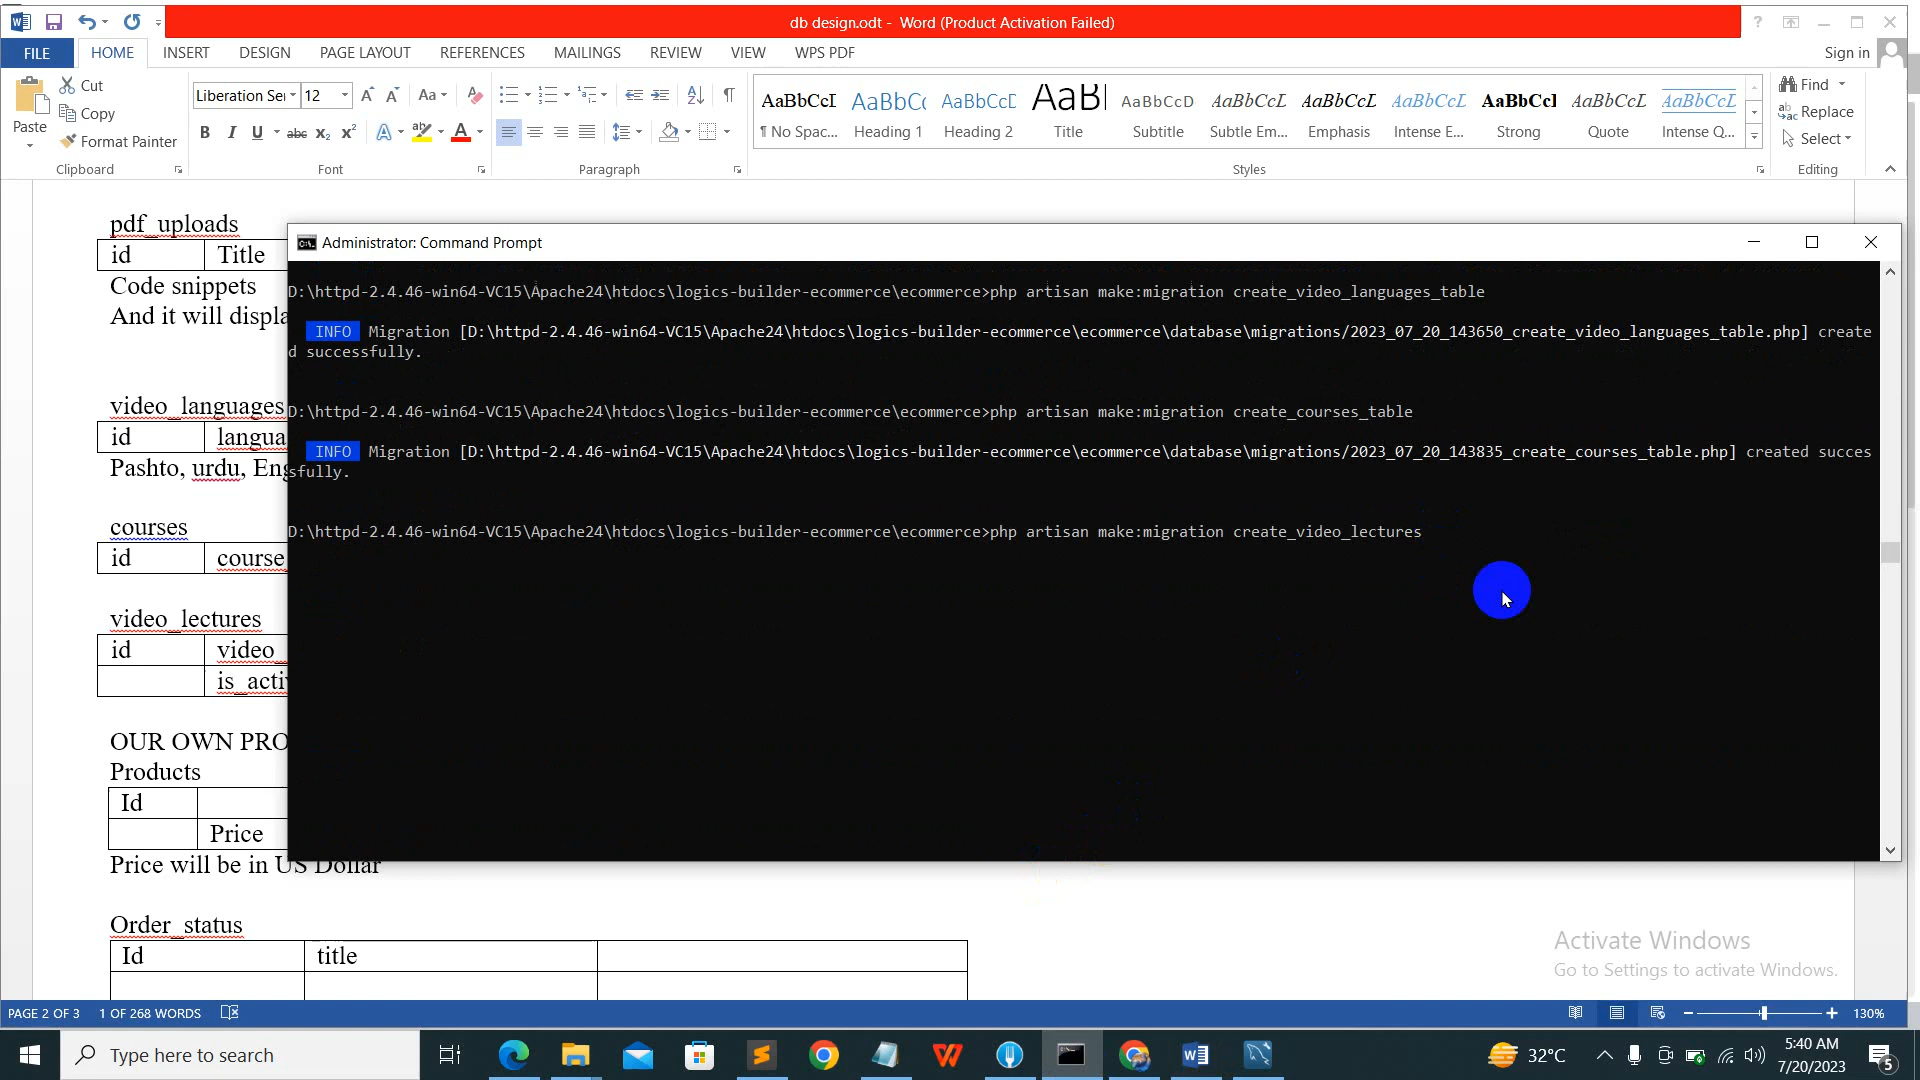 db design.odt - Word (Product Activation Failed)
FILE HOME INSERT DESIGN PAGE LAYOUT REFERENCES MAILINGS REVIEW VIEW WPS PDF Sign in
Cut
Copy
Format Painter
Paste
Liberation Ser 12
Aa
B I U abc X2 X2 A A
AaBbCcI AaBbC( AaBbCcL AaBl AaBbCcD AaBbCcL AaBbCcL AaBbCcL AaBbCcI AaBbCcL AaBbCcL
¶ No Spac... Heading 1 Heading 2 Title Subtitle Subtle Em... Emphasis Intense E... Strong Quote Intense Q...
Find
Replace
Select
Clipboard Font Paragraph Styles Editing
pdf_uploads
id Title
Code snippets
And it will displa
video_languages
id langua
Pashto, urdu, Eng
courses
id course
video_lectures
id video_
is_acti
OUR OWN PRO
Products
Id
Price
Price will be in US Dollar
Order_status
Id title
Administrator: Command Prompt
D:\httpd-2.4.46-win64-VC15\Apache24\htdocs\logics-builder-ecommerce\ecommerce>php artisan make:migration create_video_languages_table
INFO Migration [D:\httpd-2.4.46-win64-VC15\Apache24\htdocs\logics-builder-ecommerce\ecommerce\database\migrations/2023_07_20_143650_create_video_languages_table.php] create
d successfully.
D:\httpd-2.4.46-win64-VC15\Apache24\htdocs\logics-builder-ecommerce\ecommerce>php artisan make:migration create_courses_table
INFO Migration [D:\httpd-2.4.46-win64-VC15\Apache24\htdocs\logics-builder-ecommerce\ecommerce\database\migrations/2023_07_20_143835_create_courses_table.php] created succes
sfully.
D:\httpd-2.4.46-win64-VC15\Apache24\htdocs\logics-builder-ecommerce\ecommerce>php artisan make:migration create_video_lectures
Activate Windows
Go to Settings to activate Windows.
PAGE 2 OF 3 1 OF 268 WORDS 130%
Type here to search
32°C
5:40 AM
7/20/2023
5